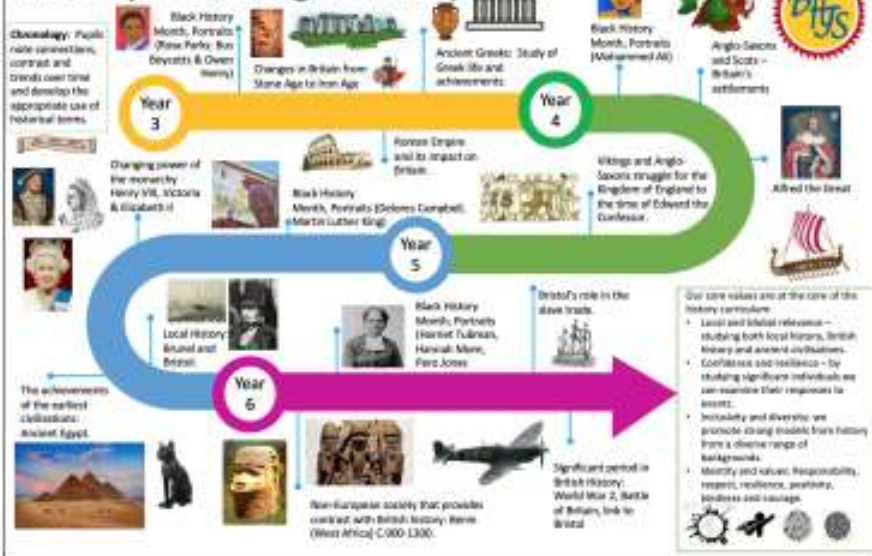 Chronology: Pupils
note connections,
contrast and
trends over time
and develop the
appropriate use of
historical terms.
Black History
Month, Portraits
(Rosa Parks: Bus
Boycotts & Owen
Henry)
Changes in Britain from
Stone Age to Iron Age
Ancient Greeks: Study of
Greek life and
achievements
Black History
Month, Portraits
(Mohammed Ali)
Anglo-Saxons
and Scots –
Britain's
settlements
BHJS
Year
3
Year
4
Roman Empire
and its impact on
Britain
Alfred the Great
Vikings and Anglo-
Saxons struggle for the
Kingdom of England to
the time of Edward the
Confessor.
Black History
Month, Portraits (Delores Campbell,
Martin Luther King)
Changing power of
the monarchy
Henry VIII, Victoria
& Elizabeth II
Year
5
Local History:
Brunel and
Bristol.
The achievements
of the earliest
civilizations:
Ancient Egypt.
Year
6
Black History
Month, Portraits
(Harriet Tubman,
Hannah More,
Pero Jones
Bristol's role in the
slave trade.
Non-European society that provides
contrast with British history: Benin
(West Africa) C.900-1300.
Significant period in
British History:
World War 2, Battle
of Britain, link to
Bristol
Our core values are at the core of the
history curriculum
• Local and Global relevance –
studying both local history, British
history and ancient civilisations.
• Confidence and resilience – by
studying significant individuals we
can examine their responses to
events.
• Inclusivity and diversity: we
promote strong models from history
from a diverse range of
backgrounds.
• Identity and values: Responsibility,
respect, resilience, positivity,
kindness and courage.